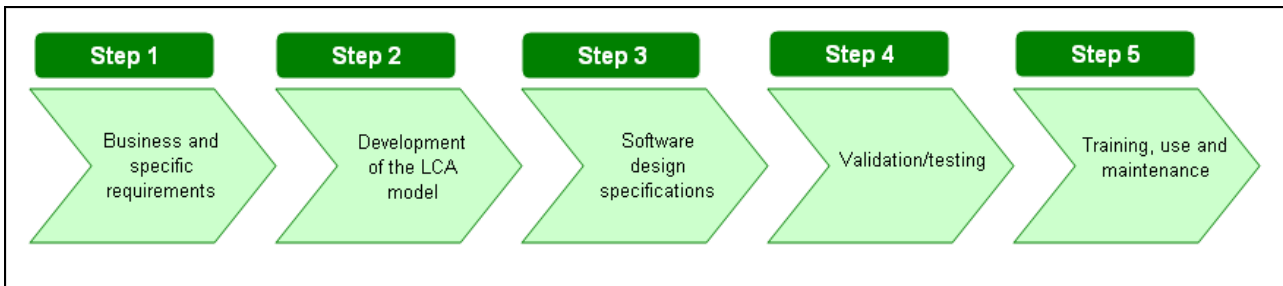 Step 1
Business and
specific
requirements
Step 2
Development
of the LCA
model
Step 3
Software
design
specifications
Step 4
Validation/testing
Step 5
Training, use and
maintenance